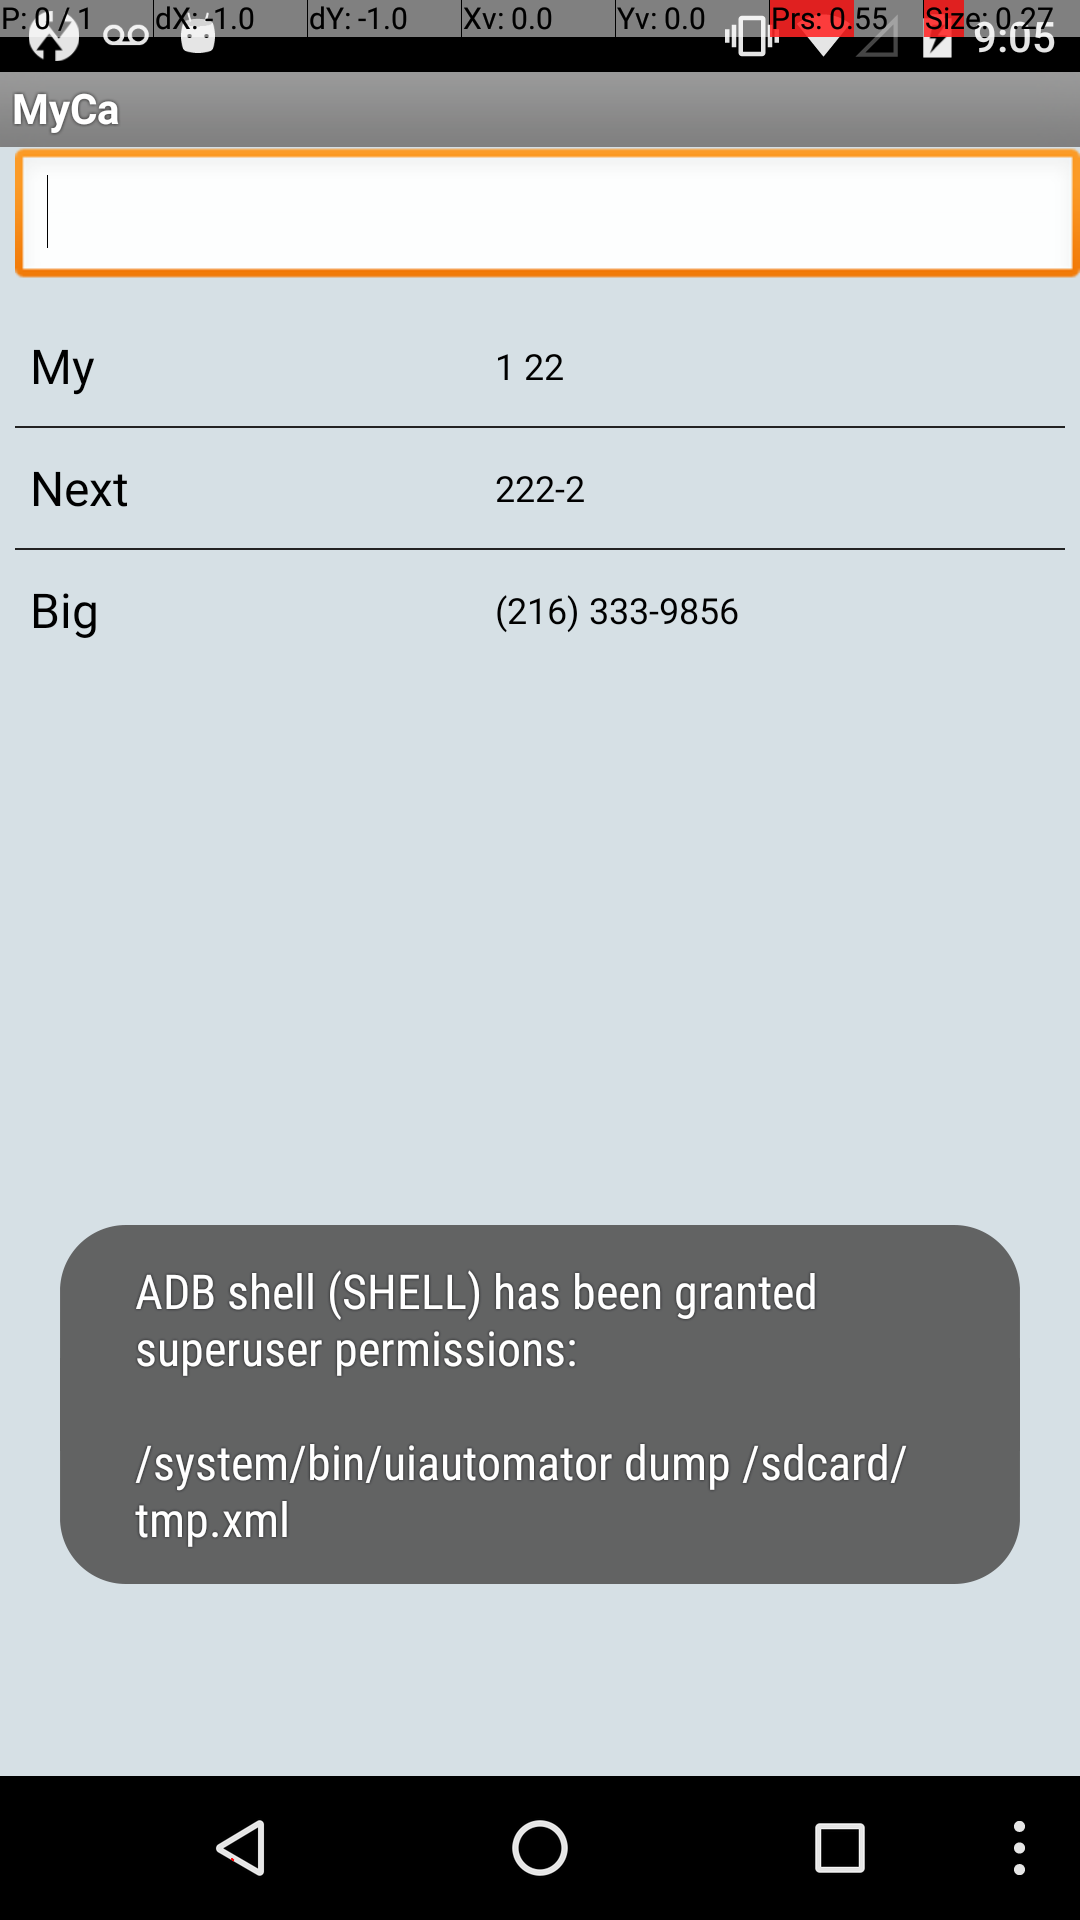 P: 0 / 1 dX: -1.0 dY: -1.0 Xv: 0.0 Yv: 0.0 Prs: 0.55 Size: 0.27
9:05
MyCa
My 1 22
Next 222-2
Big (216) 333-9856
ADB shell (SHELL) has been granted
superuser permissions:
/system/bin/uiautomator dump /sdcard/
tmp.xml